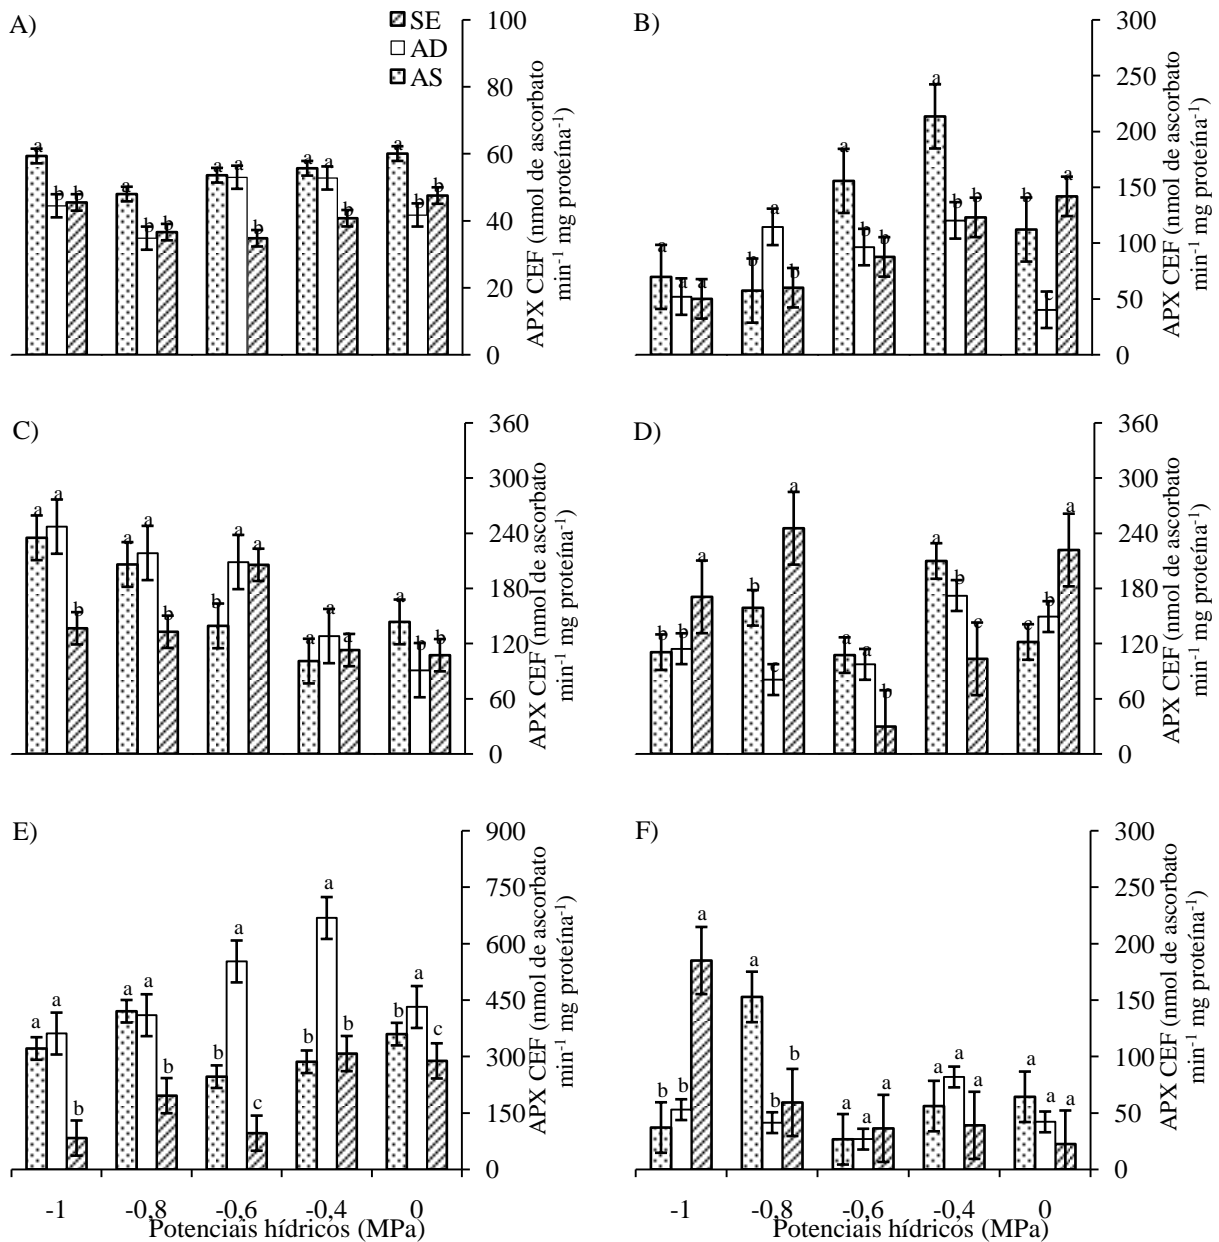 A)
SE
AD
AS
100
80
60
40
20
0
APX CEF (nmol de ascorbato
min⁻¹ mg proteína⁻¹)
a b b
a b b
a a b
a a b
a b b
B)
300
250
200
150
100
50
0
APX CEF (nmol de ascorbato
min⁻¹ mg proteína⁻¹)
a a a
b a b
a b b
a b b
b c a
C)
360
300
240
180
120
60
0
APX CEF (nmol de ascorbato
min⁻¹ mg proteína⁻¹)
a a b
a a b
b a a
a a a
a b b
D)
360
300
240
180
120
60
0
APX CEF (nmol de ascorbato
min⁻¹ mg proteína⁻¹)
b b a
b c a
a a b
a b c
c b a
E)
900
750
600
450
300
150
0
APX CEF (nmol de ascorbato
min⁻¹ mg proteína⁻¹)
a a b
a a b
b a c
b a b
b a c
-1 -0,8 -0,6 -0,4 0
Potenciais hídricos (MPa)
F)
300
250
200
150
100
50
0
APX CEF (nmol de ascorbato
min⁻¹ mg proteína⁻¹)
b b a
a b b
a a a
a a a
a a a
-1 -0,8 -0,6 -0,4 0
Potenciais hídricos (MPa)